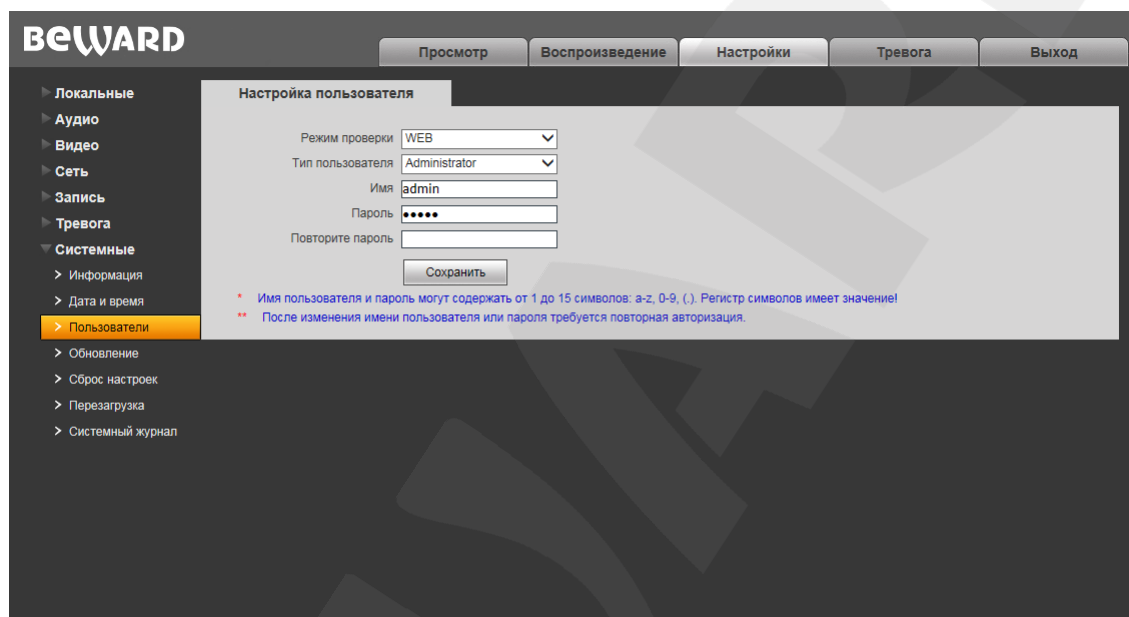 BEWARD
Просмотр
Воспроизведение
Настройки
Тревога
Выход
Локальные
Аудио
Видео
Сеть
Запись
Тревога
Системные
Информация
Дата и время
Пользователи
Обновление
Сброс настроек
Перезагрузка
Системный журнал
Настройка пользователя
Режим проверки WEB
Тип пользователя Administrator
Имя admin
Пароль •••••
Повторите пароль
Сохранить
* Имя пользователя и пароль могут содержать от 1 до 15 символов: a-z, 0-9, (.). Регистр символов имеет значение!
** После изменения имени пользователя или пароля требуется повторная авторизация.